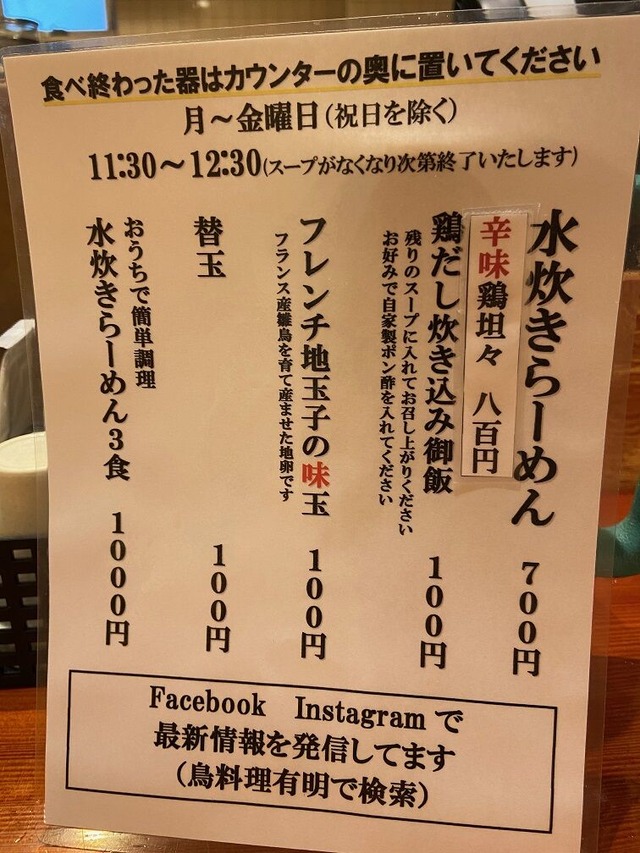 食べ終わった器はカウンターの奥に置いてください
月～金曜日(祝日を除く)
11:30～12:30(スープがなくなり次第終了いたします)
水炊きらーめん 700円
辛味鶏坦々 八百円
鶏だし炊き込み御飯 100円
残りのスープに入れてお召し上がりください
お好みで自家製ポン酢を入れてください
フレンチ地玉子の味玉 100円
フランス産雛鳥を育て産ませた地卵です
替玉 100円
おうちで簡単調理
水炊きらーめん3食 1000円
Facebook Instagramで
最新情報を発信してます
(鳥料理有明で検索)